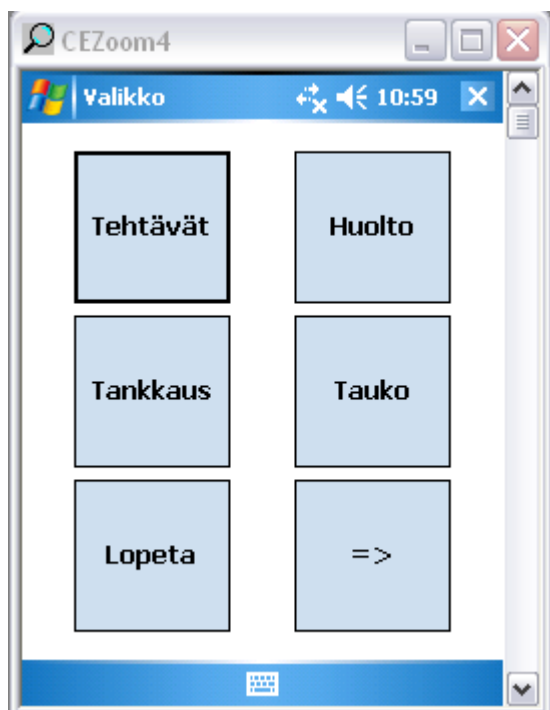 CEZoom4
Valikko 10:59
Tehtävät Huolto
Tankkaus Tauko
Lopeta =>